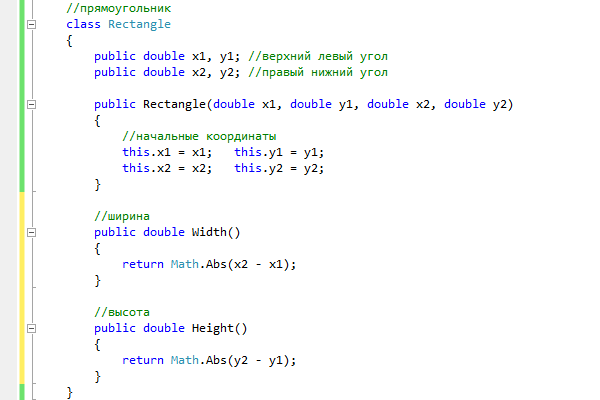 //прямоугольник
class Rectangle
{
public double x1, y1; //верхний левый угол
public double x2, y2; //правый нижний угол
public Rectangle(double x1, double y1, double x2, double y2)
{
//начальные координаты
this.x1 = x1;   this.y1 = y1;
this.x2 = x2;   this.y2 = y2;
}
//ширина
public double Width()
{
return Math.Abs(x2 - x1);
}
//высота
public double Height()
{
return Math.Abs(y2 - y1);
}
}